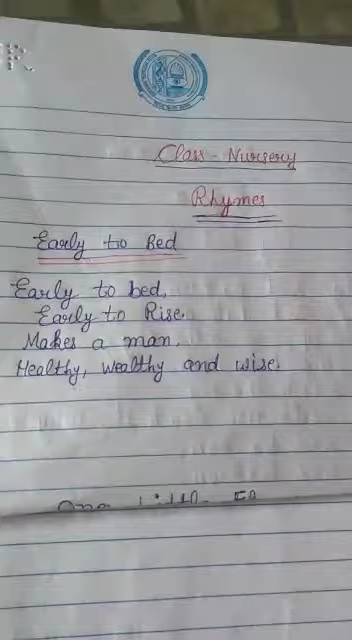 Class - Nursery
Rhymes
Early to Bed
Early to bed,
Early to Rise.
Makes a man,
Healthy, wealthy and wise.